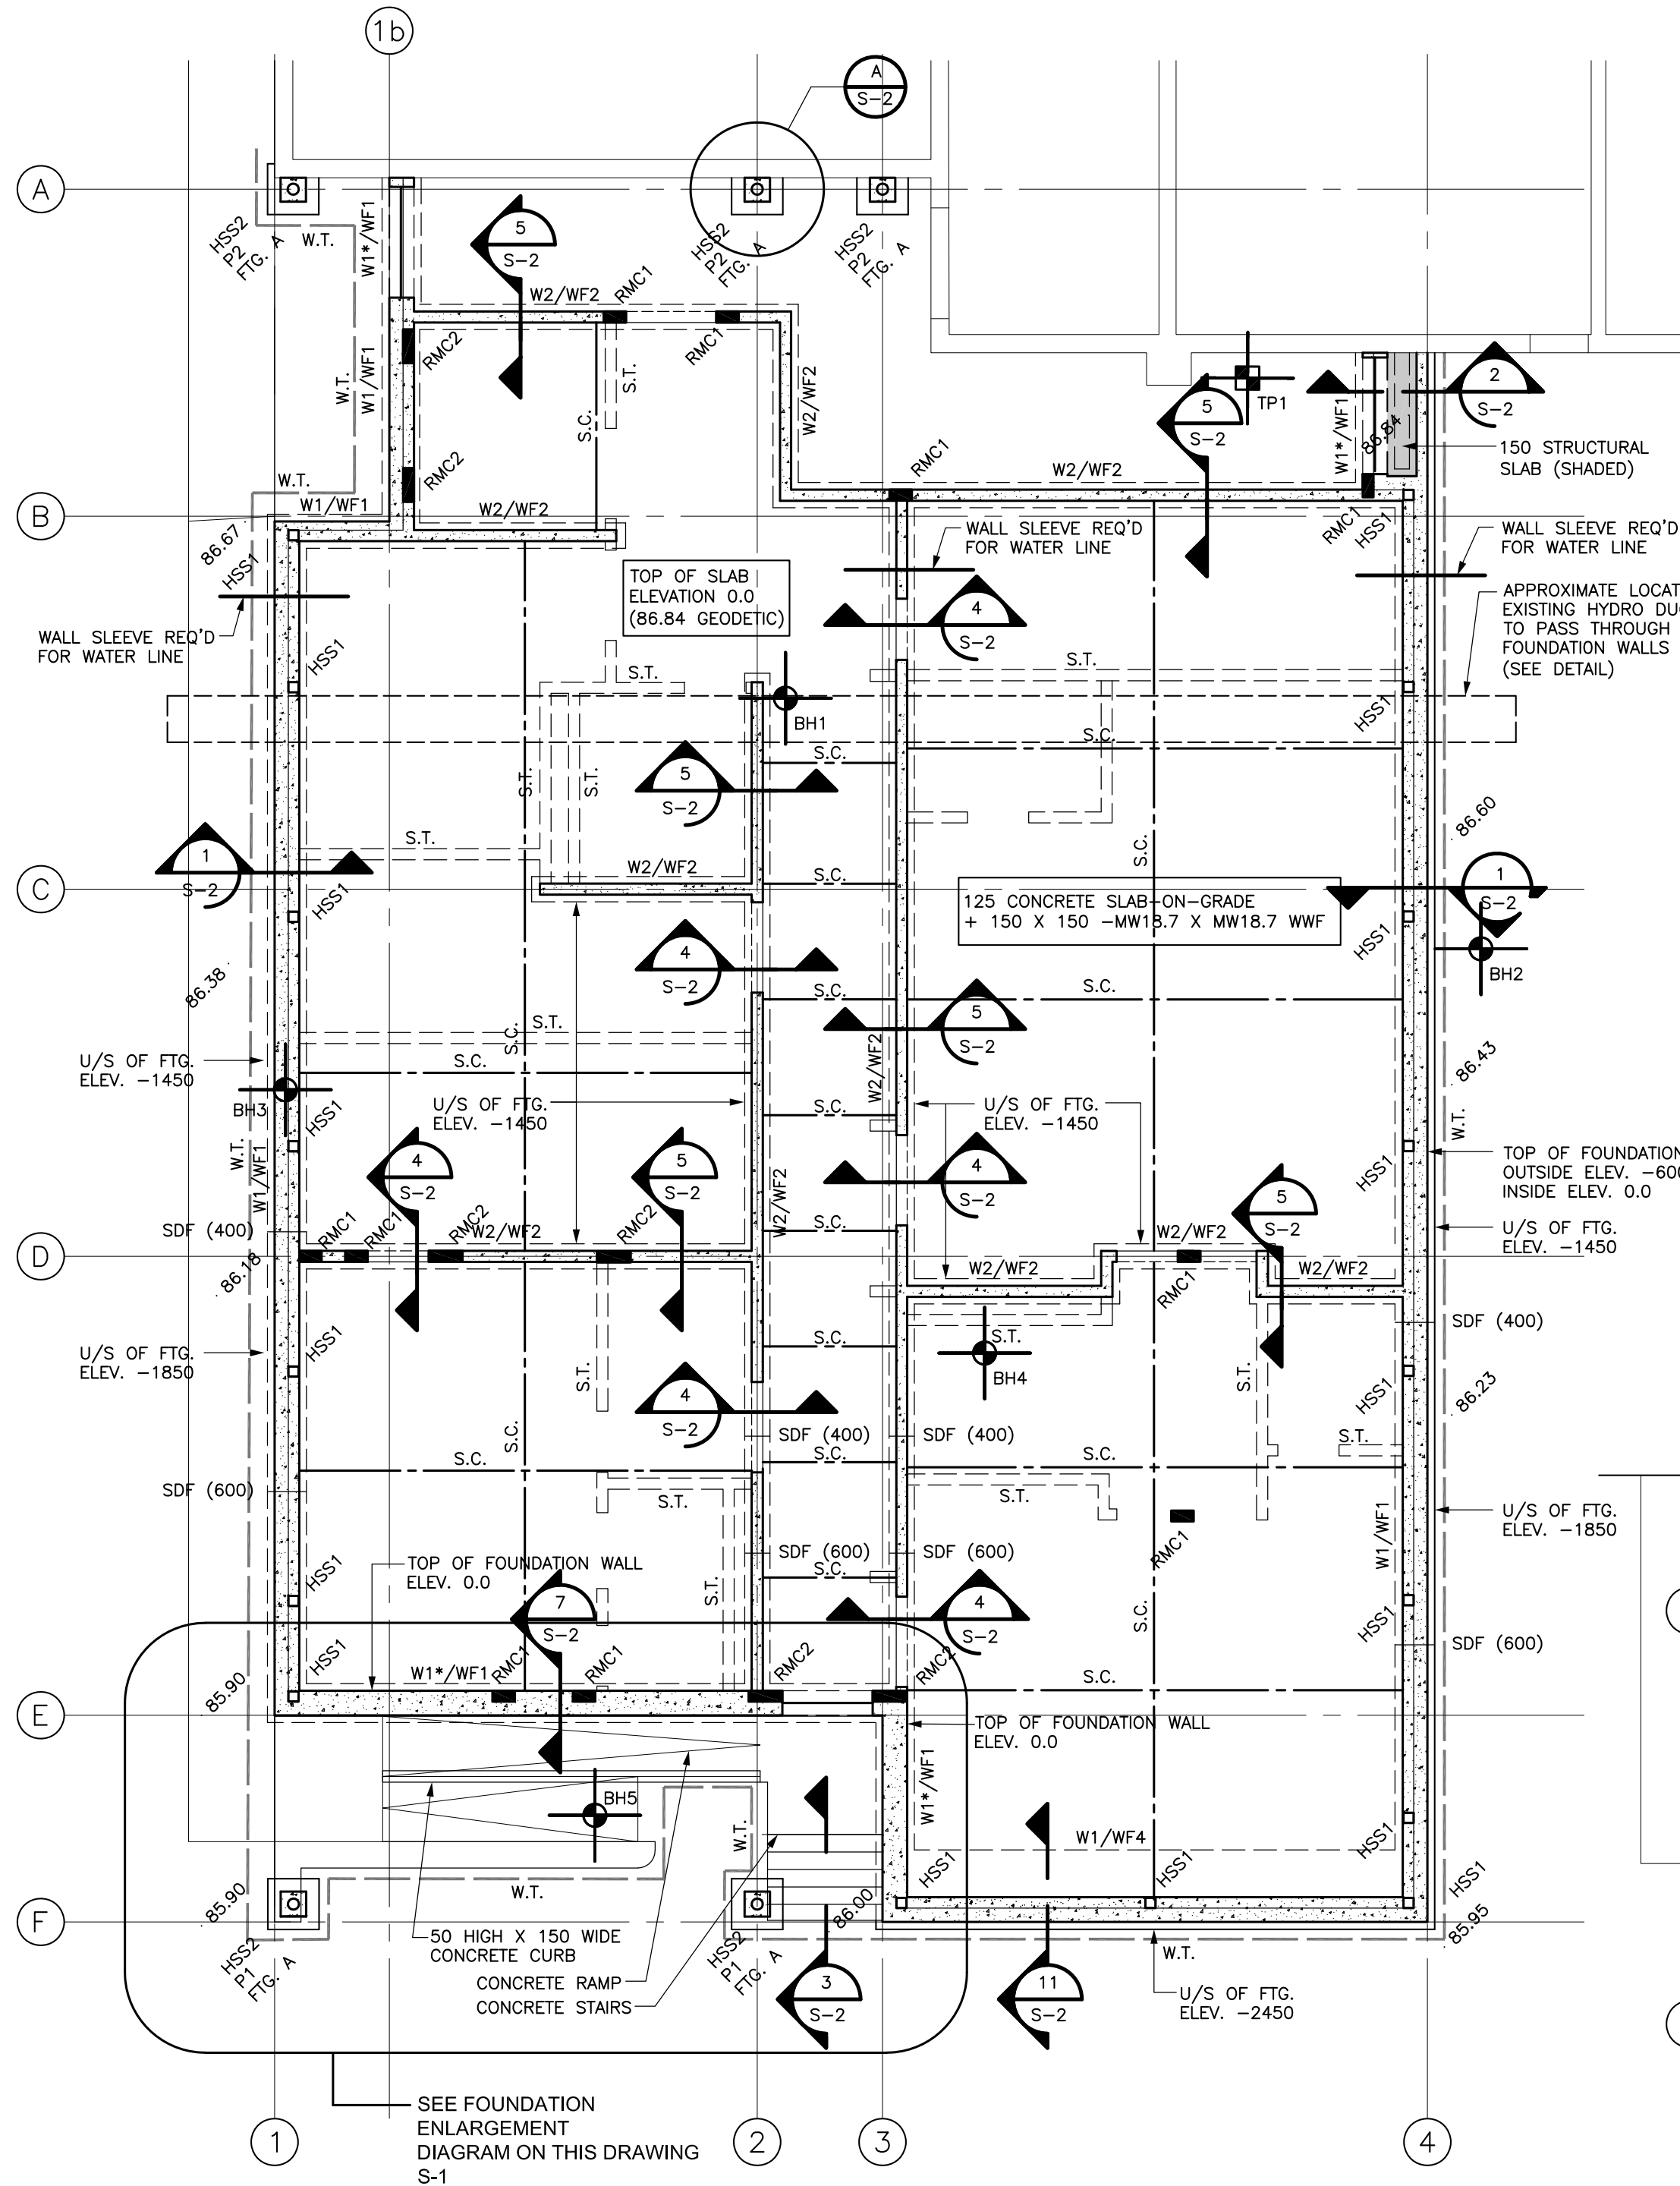 1b
A
S-2
A
HSS2
P2
FTG. A
W.T.
W1*/WF1
5
S-2
HSS2
P2
FTG. A
HSS2
P2
FTG. A
W2/WF2
RMC1
RMC1
RMC2
S.T.
S.C.
W.T.
W1/WF1
W2/WF2
TP1
5
S-2
W1*/WF1
86.84
2
S-2
150 STRUCTURAL
SLAB (SHADED)
RMC2
W.T.
W1/WF1
W2/WF2
RMC1
W2/WF2
B
86.67
HSS1
RMC1
HSS1
WALL SLEEVE REQ'D
FOR WATER LINE
WALL SLEEVE REQ'D
FOR WATER LINE
TOP OF SLAB
ELEVATION 0.0
(86.84 GEODETIC)
4
S-2
APPROXIMATE LOCAT
EXISTING HYDRO DU
TO PASS THROUGH
FOUNDATION WALLS
(SEE DETAIL)
WALL SLEEVE REQ'D
FOR WATER LINE
HSS1
S.T.
S.T.
HSS1
BH1
S.C.
S.C.
S.T.
S.T.
5
S-2
86.60
1
S-2
S.T.
W2/WF2
S.C.
S.C.
C
HSS1
125 CONCRETE SLAB-ON-GRADE
+ 150 X 150 -MW18.7 X MW18.7 WWF
1
S-2
HSS1
BH2
86.38
4
S-2
S.C.
S.C.
5
S-2
S.T.
S.C.
S.C.
W2/WF2
86.43
U/S OF FTG.
ELEV. -1450
BH3
HSS1
U/S OF FTG.
ELEV. -1450
S.C.
U/S OF FTG.
ELEV. -1450
W.T.
W.T.
W1/WF1
4
S-2
5
S-2
W2/WF2
4
S-2
HSS1
TOP OF FOUNDATION
OUTSIDE ELEV. -600
INSIDE ELEV. 0.0
SDF (400)
RMC1
RMC1
RMC2
W2/WF2
RMC2
S.C.
W2/WF2
5
S-2
U/S OF FTG.
ELEV. -1450
D
86.18
W2/WF2
RMC1
W2/WF2
SDF (400)
U/S OF FTG.
ELEV. -1850
HSS1
S.T.
S.C.
S.T.
BH4
S.T.
HSS1
86.23
4
S-2
SDF (400)
SDF (400)
S.T.
S.C.
S.C.
S.C.
S.C.
SDF (600)
S.T.
S.T.
RMC1
W1/WF1
U/S OF FTG.
ELEV. -1850
SDF (600)
SDF (600)
S.C.
TOP OF FOUNDATION WALL
ELEV. 0.0
HSS1
S.T.
7
S-2
4
S-2
S.C.
HSS1
SDF (600)
HSS1
W1*/WF1
RMC1
RMC1
RMC2
RMC2
S.C.
85.90
E
TOP OF FOUNDATION WALL
ELEV. 0.0
W1*/WF1
BH5
W.T.
W1/WF4
HSS1
HSS1
HSS1
HSS1
W.T.
85.90
86.00
85.95
F
HSS2
P1
FTG. A
50 HIGH X 150 WIDE
CONCRETE CURB
CONCRETE RAMP
CONCRETE STAIRS
HSS2
P1
FTG. A
3
S-2
11
S-2
W.T.
U/S OF FTG.
ELEV. -2450
SEE FOUNDATION
ENLARGEMENT
DIAGRAM ON THIS DRAWING
S-1
1
2
3
4